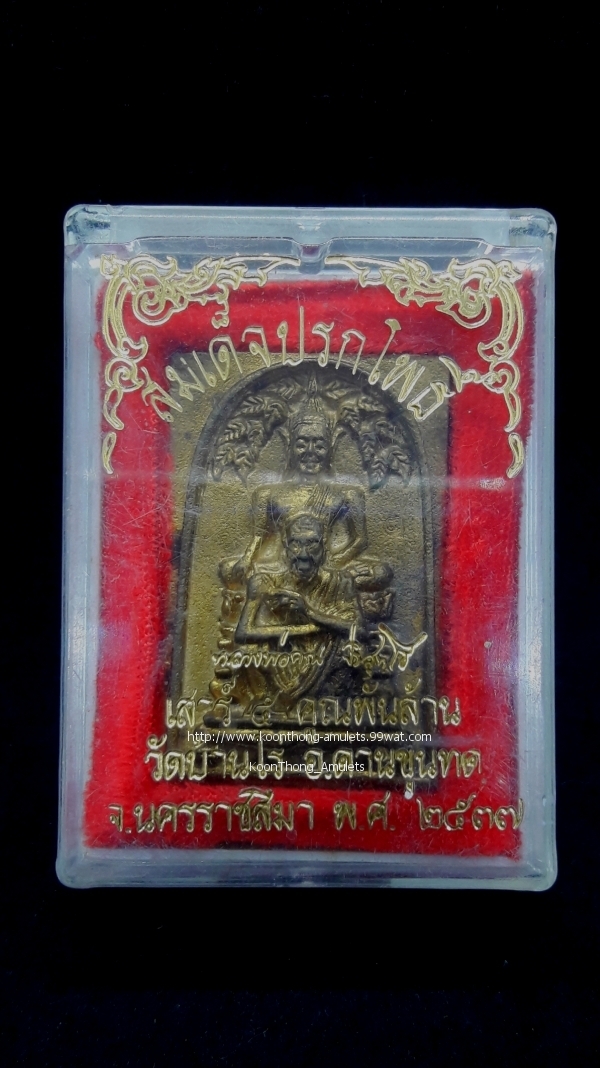 สมเด็จปรกโพธิ์
หลวงพ่อคูณ ปริสุทฺโธ
เสาร์ ๕ คูณพันล้าน
http://www.koonthong-amulets.99wat.com
วัดบ้านไร่ อ.ด่านขุนทด
KoonThong_Amulets
จ.นครราชสีมา พ.ศ. ๒๕๓๗